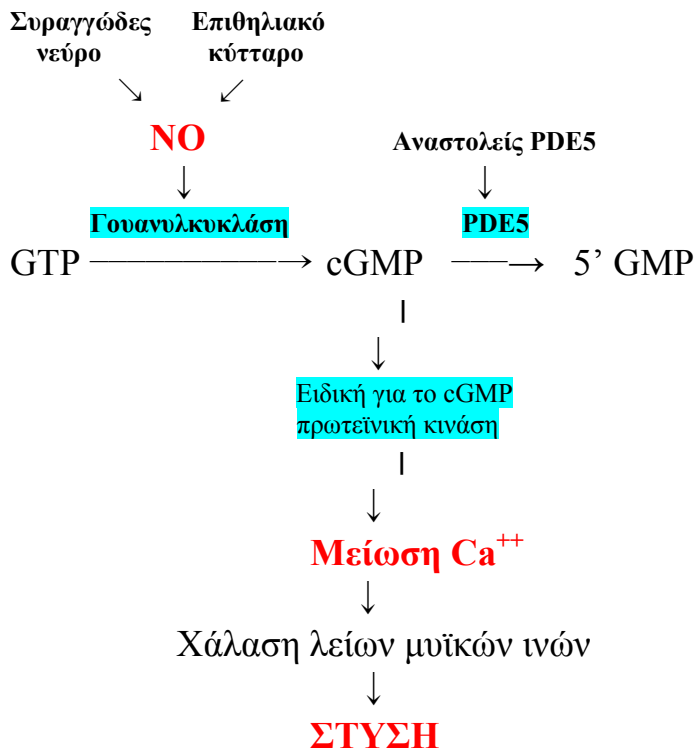 Συραγγώδες
νεύρο
Επιθηλιακό
κύτταρο
NO
Αναστολείς PDE5
Γουανυλκυκλάση
PDE5
GTP
cGMP
5’ GMP
Ειδική για το cGMP
πρωτεϊνική κινάση
Μείωση Ca⁺⁺
Χάλαση λείων μυϊκών ινών
ΣΤΥΣΗ